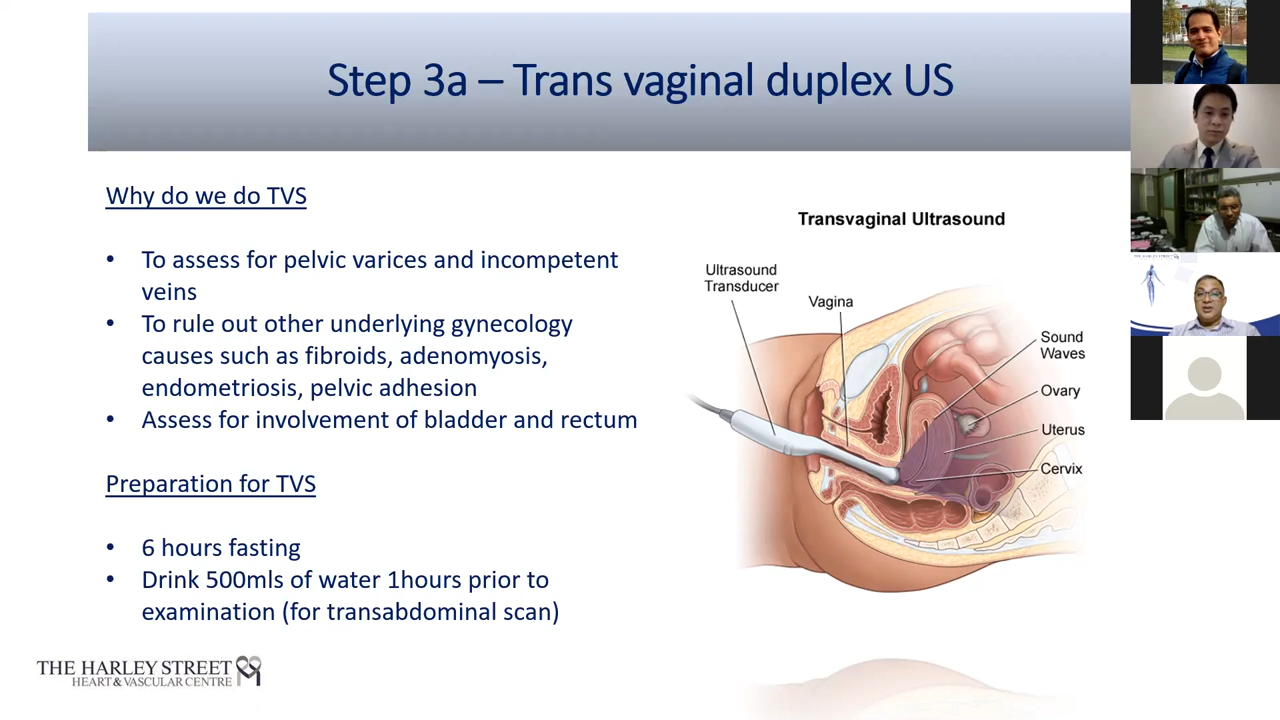 Step 3a – Trans vaginal duplex US
Why do we do TVS
• To assess for pelvic varices and incompetent
veins
• To rule out other underlying gynecology
causes such as fibroids, adenomyosis,
endometriosis, pelvic adhesion
• Assess for involvement of bladder and rectum
Preparation for TVS
• 6 hours fasting
• Drink 500mls of water 1hours prior to
examination (for transabdominal scan)
Transvaginal Ultrasound
Ultrasound
Transducer
Vagina
Sound
Waves
Ovary
Uterus
Cervix
THE HARLEY STREET
HEART & VASCULAR CENTRE
THE HARLEY STREET